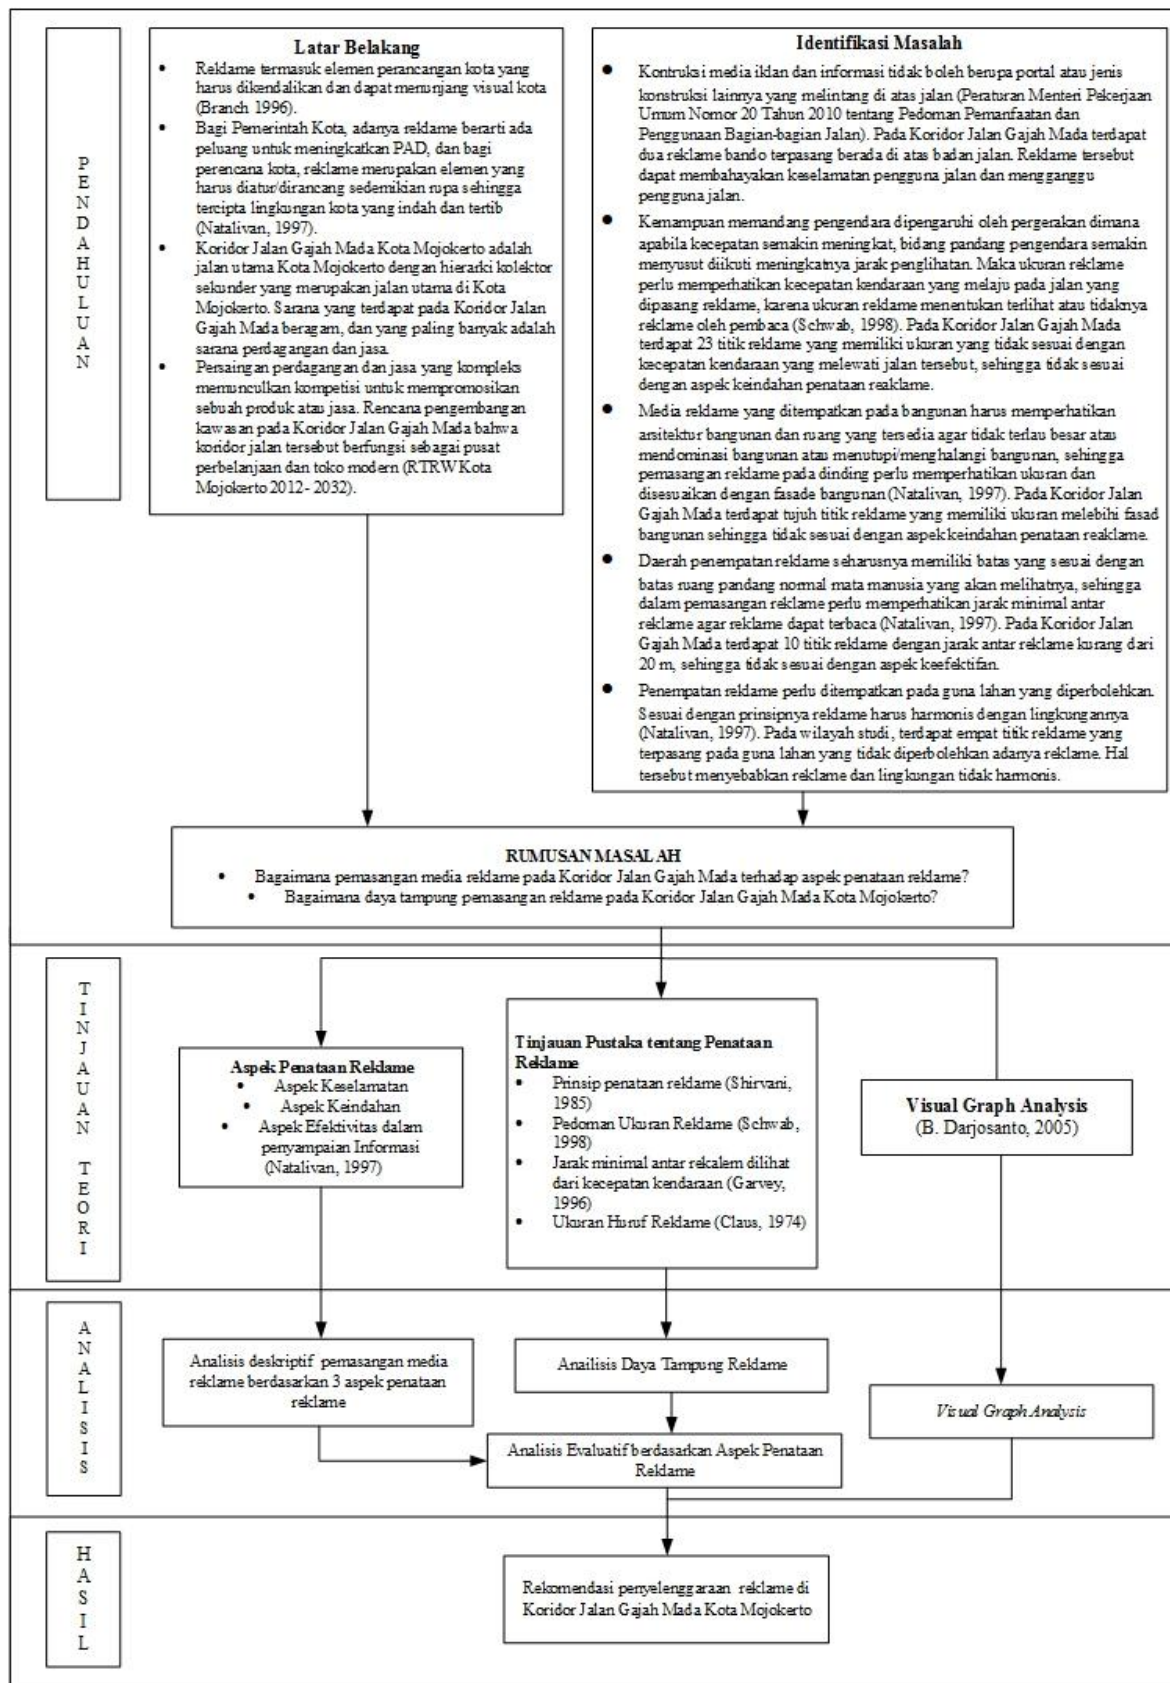 PENDAHULUAN
Latar Belakang
• Reklame termasuk elemen perancangan kota yang
harus dikendalikan dan dapat menunjang visual kota
(Branch 1996).
• Bagi Pemerintah Kota, adanya reklame berarti ada
peluang untuk meningkatkan PAD, dan bagi
perencana kota, reklame merupakan elemen yang
harus diatur/dirancang sedemikian rupa sehingga
tercipta lingkungan kota yang indah dan tertib
(Natalivan, 1997).
• Koridor Jalan Gajah Mada Kota Mojokerto adalah
jalan utama Kota Mojokerto dengan hierarki kolektor
sekunder yang merupakan jalan utama di Kota
Mojokerto. Sarana yang terdapat pada Koridor Jalan
Gajah Mada beragam, dan yang paling banyak adalah
sarana perdagangan dan jasa.
• Persaingan perdagangan dan jasa yang kompleks
memunculkan kompetisi untuk mempromosikan
sebuah produk atau jasa. Rencana pengembangan
kawasan pada Koridor Jalan Gajah Mada bahwa
koridor jalan tersebut berfungsi sebagai pusat
perbelanjaan dan toko modern (RTRW Kota
Mojokerto 2012- 2032).
Identifikasi Masalah
● Kontruksi media iklan dan informasi tidak boleh berupa portal atau jenis
konstruksi lainnya yang melintang di atas jalan (Peraturan Menteri Pekerjaan
Umum Nomor 20 Tahun 2010 tentang Pedoman Pemanfaatan dan
Penggunaan Bagian-bagian Jalan). Pada Koridor Jalan Gajah Mada terdapat
dua reklame bando terpasang berada di atas badan jalan. Reklame tersebut
dapat membahayakan keselamatan pengguna jalan dan mengganggu
pengguna jalan.
● Kemampuan memandang pengendara dipengaruhi oleh pergerakan dimana
apabila kecepatan semakin meningkat, bidang pandang pengendara semakin
menyusut diikuti meningkatnya jarak penglihatan. Maka ukuran reklame
perlu memperhatikan kecepatan kendaraan yang melaju pada jalan yang
dipasang reklame, karena ukuran reklame menentukan terlihat atau tidaknya
reklame oleh pembaca (Schwab, 1998). Pada Koridor Jalan Gajah Mada
terdapat 23 titik reklame yang memiliki ukuran yang tidak sesuai dengan
kecepatan kendaraan yang melewati jalan tersebut, sehingga tidak sesuai
dengan aspek keindahan penataan reaklame.
● Media reklame yang ditempatkan pada bangunan harus memperhatikan
arsitektur bangunan dan ruang yang tersedia agar tidak terlau besar atau
mendominasi bangunan atau menutupi/menghalangi bangunan, sehingga
pemasangan reklame pada dinding perlu memperhatikan ukuran dan
disesuaikan dengan fasade bangunan (Natalivan, 1997). Pada Koridor Jalan
Gajah Mada terdapat tujuh titik reklame yang memiliki ukuran melebihi fasad
bangunan sehingga tidak sesuai dengan aspek keindahan penataan reaklame.
● Daerah penempatan reklame seharusnya memiliki batas yang sesuai dengan
batas ruang pandang normal mata manusia yang akan melihatnya, sehingga
dalam pemasangan reklame perlu memperhatikan jarak minimal antar
reklame agar reklame dapat terbaca (Natalivan, 1997). Pada Koridor Jalan
Gajah Mada terdapat 10 titik reklame dengan jarak antar reklame kurang dari
20 m, sehingga tidak sesuai dengan aspek keefektifan.
● Penempatan reklame perlu ditempatkan pada guna lahan yang diperbolehkan.
Sesuai dengan prinsipnya reklame harus harmonis dengan lingkungannya
(Natalivan, 1997). Pada wilayah studi, terdapat empat titik reklame yang
terpasang pada guna lahan yang tidak diperbolehkan adanya reklame. Hal
tersebut menyebabkan reklame dan lingkungan tidak harmonis.
RUMUSAN MASALAH
• Bagaimana pemasangan media reklame pada Koridor Jalan Gajah Mada terhadap aspek penataan reklame?
• Bagaimana daya tampung pemasangan reklame pada Koridor Jalan Gajah Mada Kota Mojokerto?
TINJAUAN TEORI
Aspek Penataan Reklame
• Aspek Keselamatan
• Aspek Keindahan
• Aspek Efektivitas dalam
penyampaian Informasi
(Natalivan, 1997)
Tinjauan Pustaka tentang Penataan
Reklame
• Prinsip penataan reklame (Shirvani,
1985)
• Pedoman Ukuran Reklame (Schwab,
1998)
• Jarak minimal antar rekalem dilihat
dari kecepatan kendaraan (Garvey,
1996)
• Ukuran Huruf Reklame (Claus, 1974)
Visual Graph Analysis
(B. Darjosanto, 2005)
ANALISIS
Analisis deskriptif pemasangan media
reklame berdasarkan 3 aspek penataan
reklame
Anailisis Daya Tampung Reklame
Visual Graph Analysis
Analisis Evaluatif berdasarkan Aspek Penataan
Reklame
HASIL
Rekomendasi penyelenggaraan reklame di
Koridor Jalan Gajah Mada Kota Mojokerto